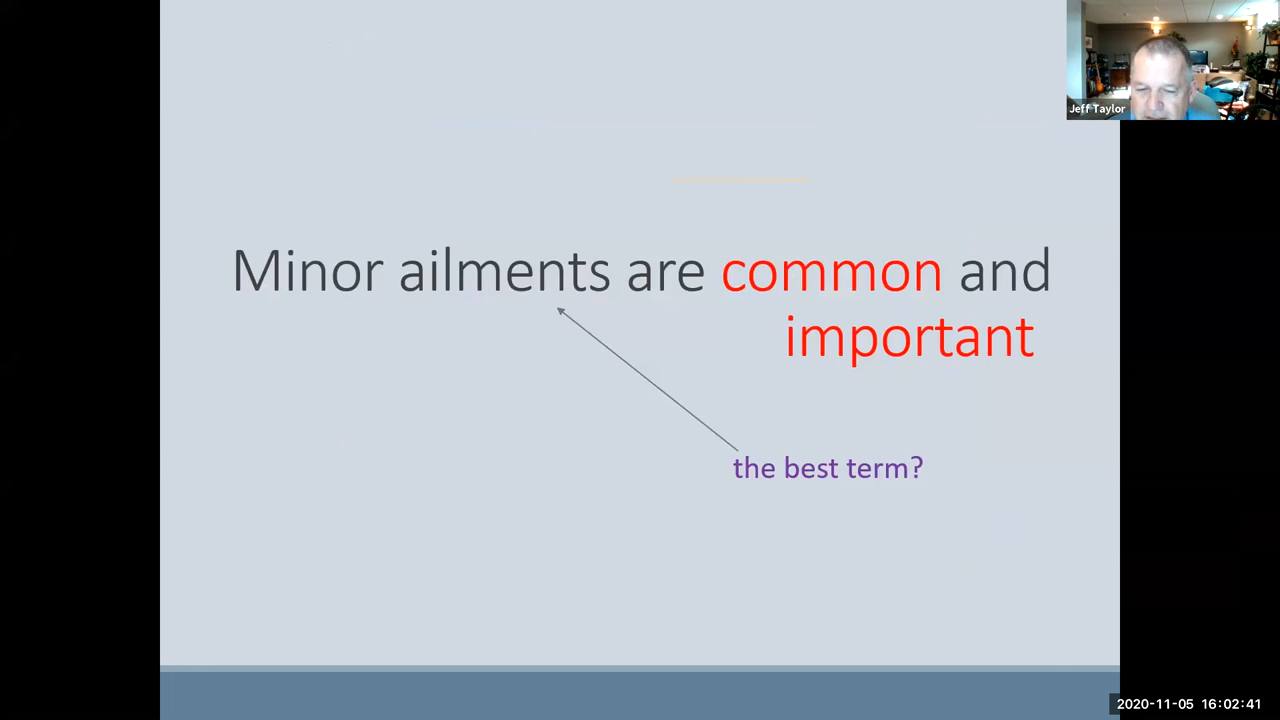 Jeff Taylor
Minor ailments are common and
important
the best term?
2020-11-05 16:02:41